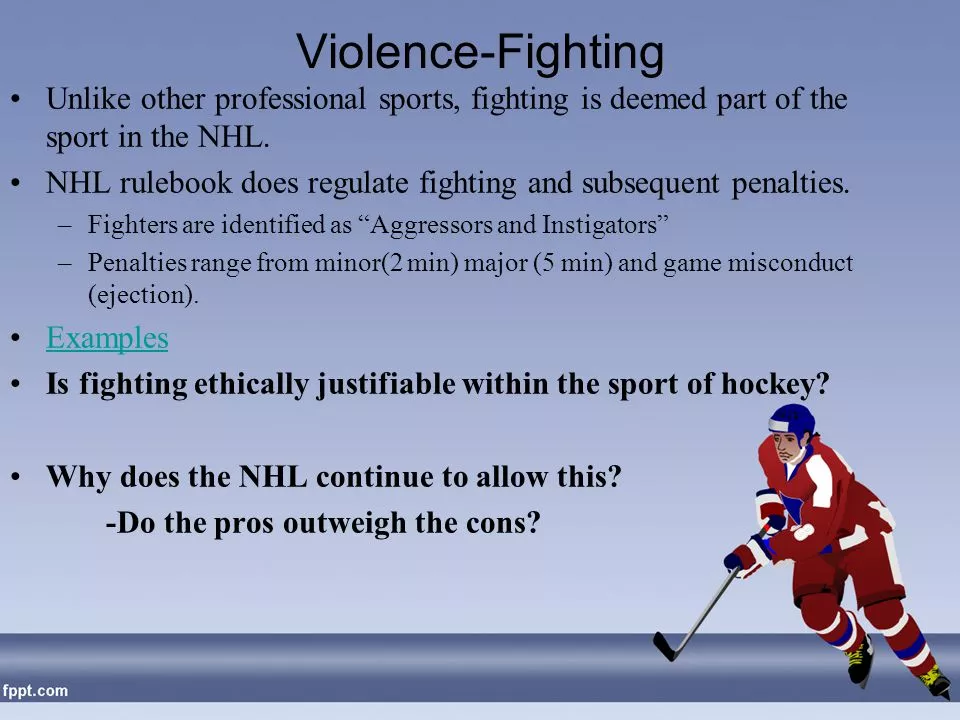 Violence-Fighting
• Unlike other professional sports, fighting is deemed part of the
sport in the NHL.
• NHL rulebook does regulate fighting and subsequent penalties.
– Fighters are identified as “Aggressors and Instigators”
– Penalties range from minor(2 min) major (5 min) and game misconduct
(ejection).
• Examples
• Is fighting ethically justifiable within the sport of hockey?
• Why does the NHL continue to allow this?
-Do the pros outweigh the cons?
fppt.com